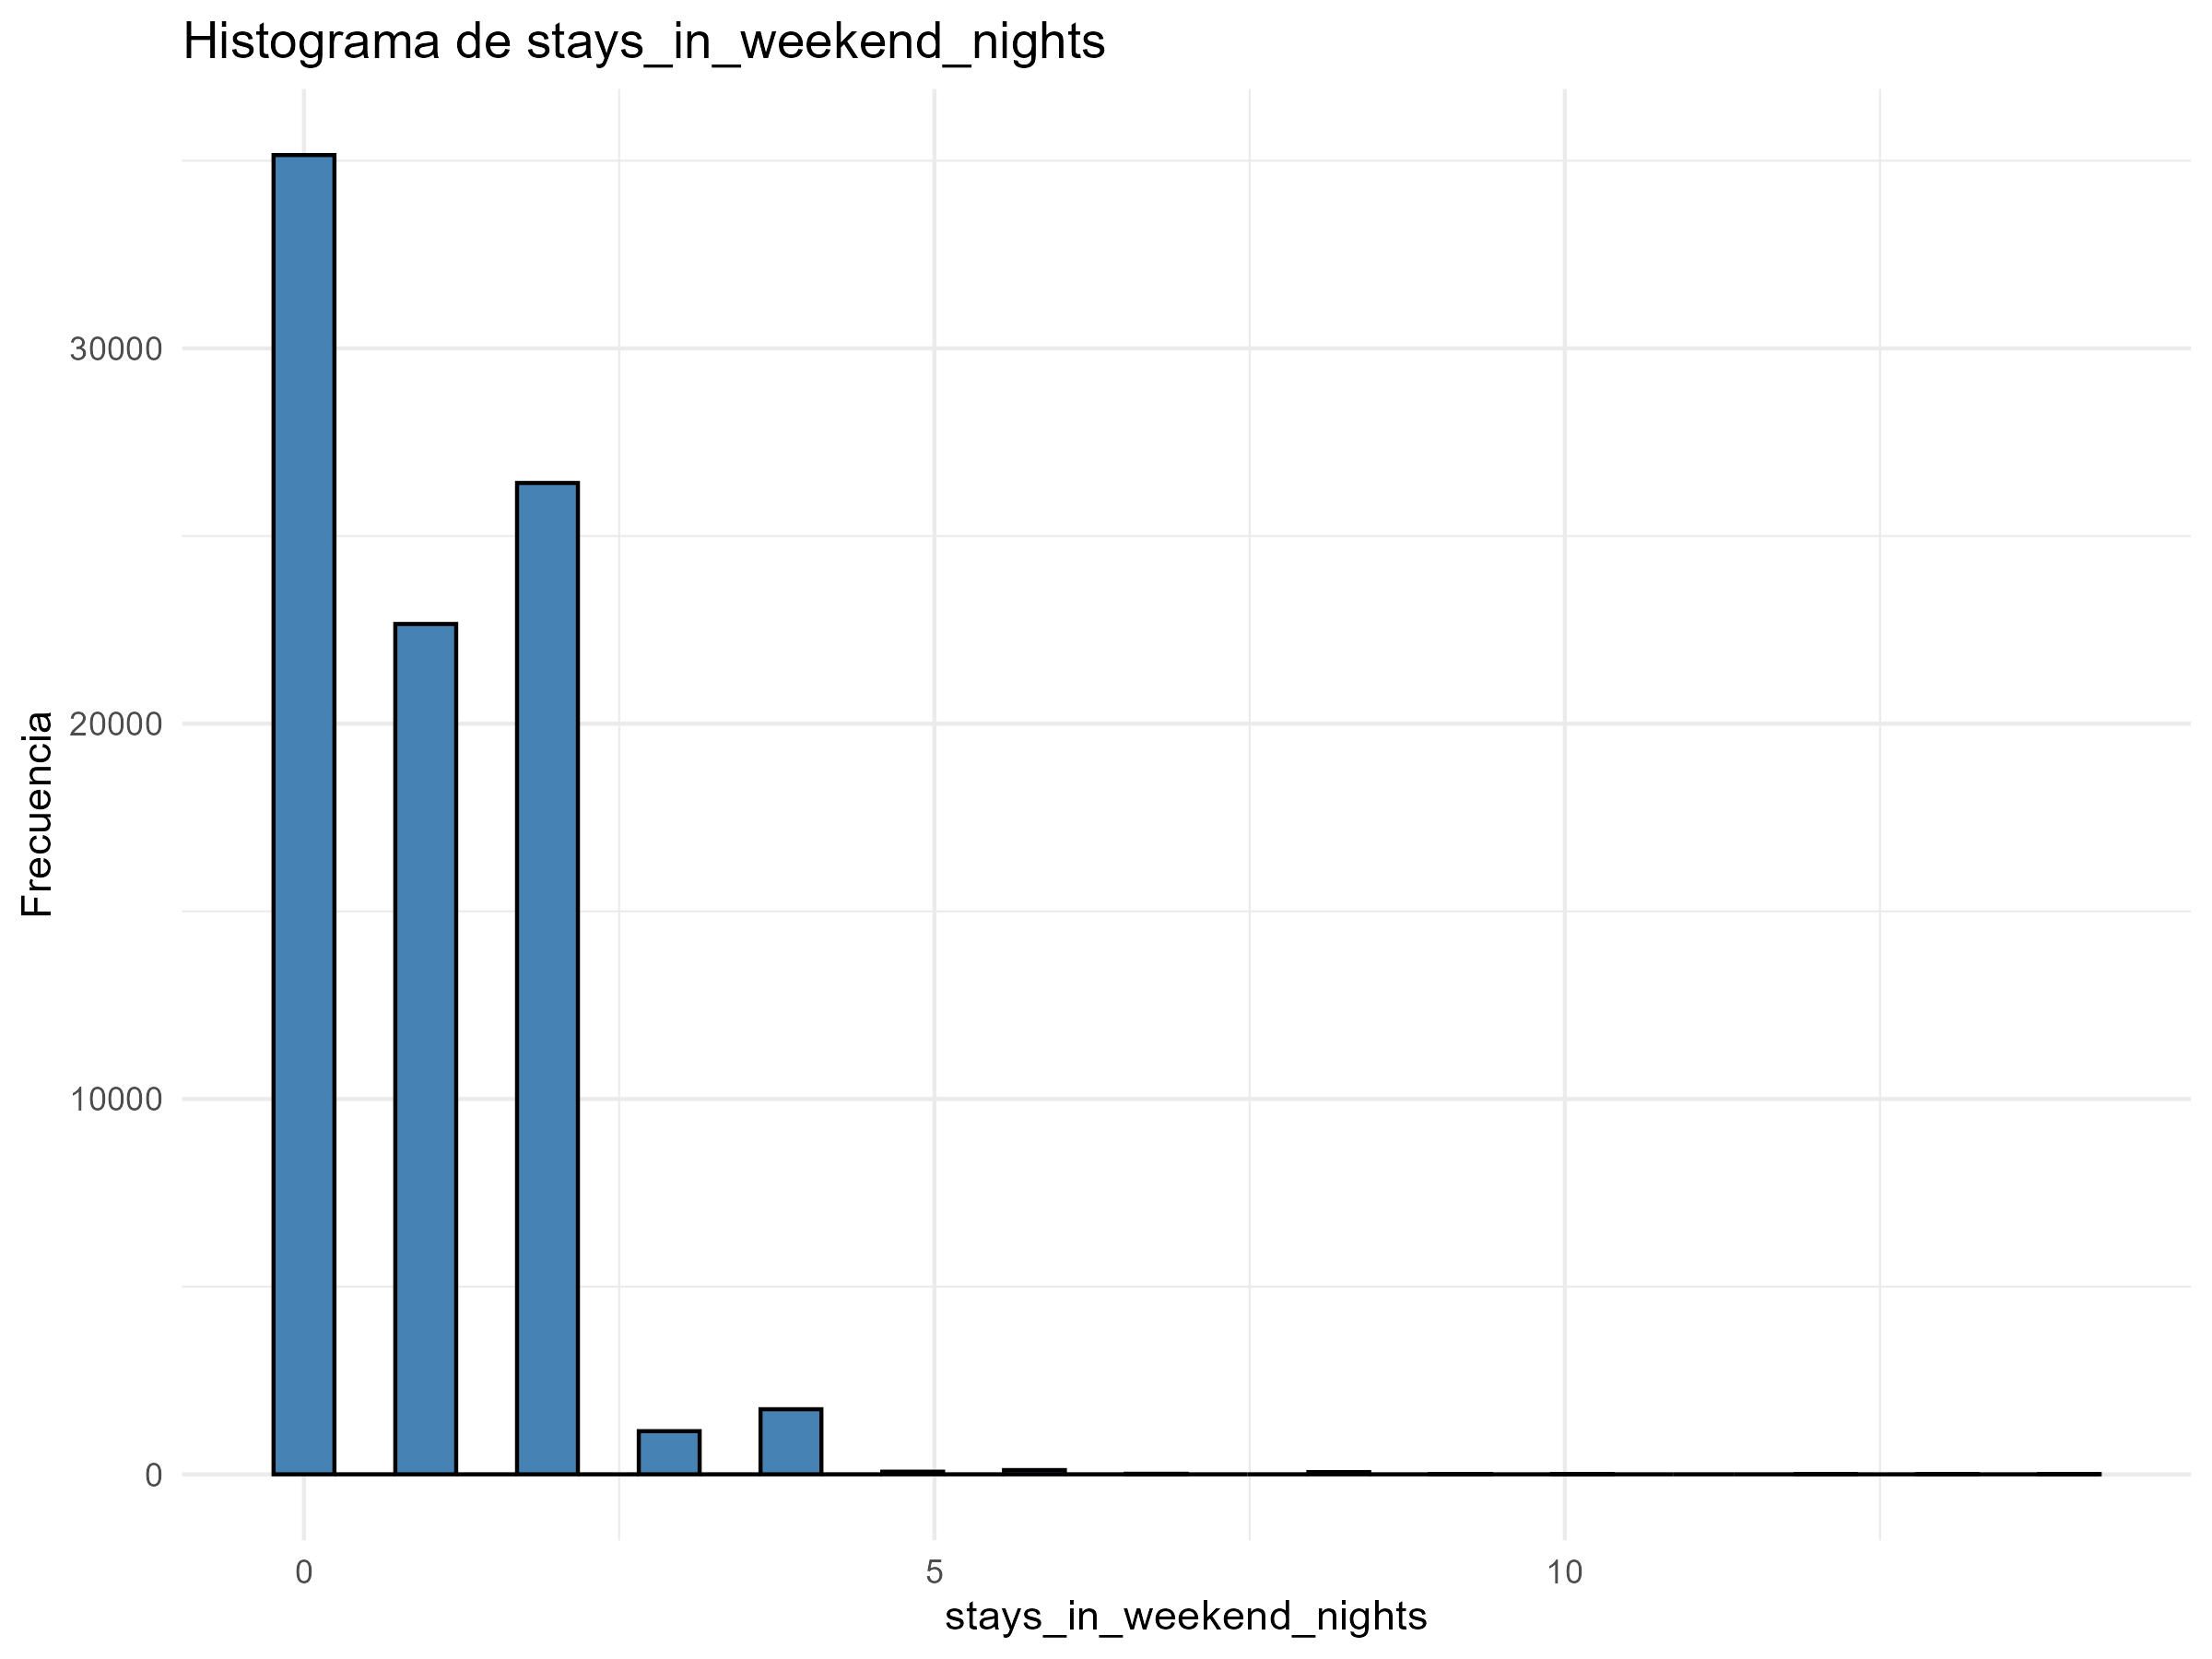 Histograma de stays_in_weekend_nights
30000
20000
10000
0
Frecuencia
0 5 10
stays_in_weekend_nights